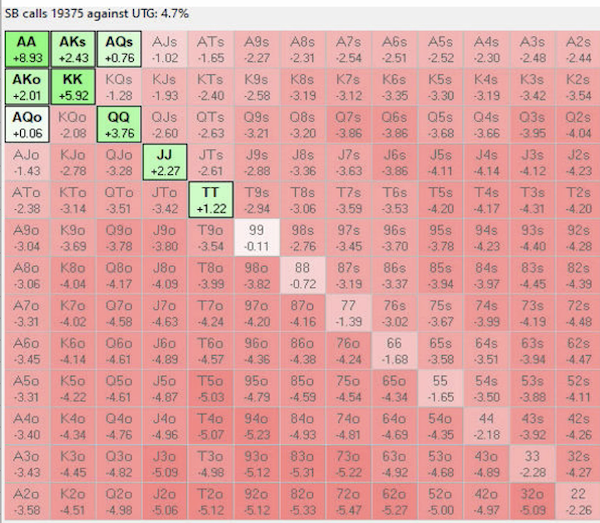 SB calls 19375 against UTG: 4.7%
AA AKs AQs AJs ATs A9s A8s A7s A6s A5s A4s A3s A2s
+8.93 +2.43 +0.76 -1.02 -1.65 -2.27 -2.31 -2.54 -2.51 -2.52 -2.30 -2.48 -2.44
AKo KK KQs KJs KTs K9s K8s K7s K6s K5s K4s K3s K2s
+2.01 +5.92 -1.28 -1.93 -2.40 -2.58 -3.19 -3.12 -3.35 -3.30 -3.19 -3.42 -3.54
AQo KQo QQ QJs QTs Q9s Q8s Q7s Q6s Q5s Q4s Q3s Q2s
+0.06 -2.08 +3.76 -2.60 -2.63 -3.21 -3.20 -3.86 -3.86 -3.68 -3.66 -3.95 -4.04
AJo KJo QJo JJ JTs J9s J8s J7s J6s J5s J4s J3s J2s
-1.43 -2.78 -3.28 +2.27 -2.61 -2.88 -3.36 -3.63 -3.86 -4.11 -4.14 -4.12 -4.23
ATo KTo QTo JTo TT T9s T8s T7s T6s T5s T4s T3s T2s
-2.38 -3.14 -3.51 -3.42 +1.22 -2.94 -3.06 -3.59 -3.53 -4.20 -4.17 -4.31 -4.20
A9o K9o Q9o J9o T9o 99 98s 97s 96s 95s 94s 93s 92s
-3.04 -3.69 -3.78 -3.80 -3.54 -0.11 -2.76 -3.45 -3.70 -3.78 -4.23 -4.40 -4.28
A8o K8o Q8o J8o T8o 98o 88 87s 86s 85s 84s 83s 82s
-3.06 -4.04 -4.17 -4.09 -3.99 -3.82 -0.72 -3.19 -3.37 -3.94 -3.97 -4.45 -4.39
A7o K7o Q7o J7o T7o 97o 87o 77 76s 75s 74s 73s 72s
-3.31 -4.02 -4.58 -4.63 -4.24 -4.20 -4.16 -1.39 -3.02 -3.67 -3.99 -4.19 -4.48
A6o K6o Q6o J6o T6o 96o 86o 76o 66 65s 64s 63s 62s
-3.45 -4.14 -4.61 -4.89 -4.57 -4.36 -4.38 -4.24 -1.68 -3.58 -3.51 -3.94 -4.47
A5o K5o Q5o J5o T5o 95o 85o 75o 65o 55 54s 53s 52s
-3.31 -4.22 -4.61 -4.87 -5.03 -4.79 -4.59 -4.54 -4.34 -1.65 -3.50 -3.88 -4.11
A4o K4o Q4o J4o T4o 94o 84o 74o 64o 54o 44 43s 42s
-3.40 -4.34 -4.76 -4.96 -5.07 -5.23 -4.93 -4.81 -4.69 -4.35 -2.18 -3.92 -4.26
A3o K3o Q3o J3o T3o 93o 83o 73o 63o 53o 43o 33 32s
-3.43 -4.45 -4.82 -5.09 -4.98 -5.12 -5.31 -5.22 -4.92 -4.68 -4.89 -2.28 -4.27
A2o K2o Q2o J2o T2o 92o 82o 72o 62o 52o 42o 32o 22
-3.58 -4.51 -4.98 -5.06 -5.12 -5.12 -5.33 -5.47 -5.27 -5.00 -4.97 -5.09 -2.26